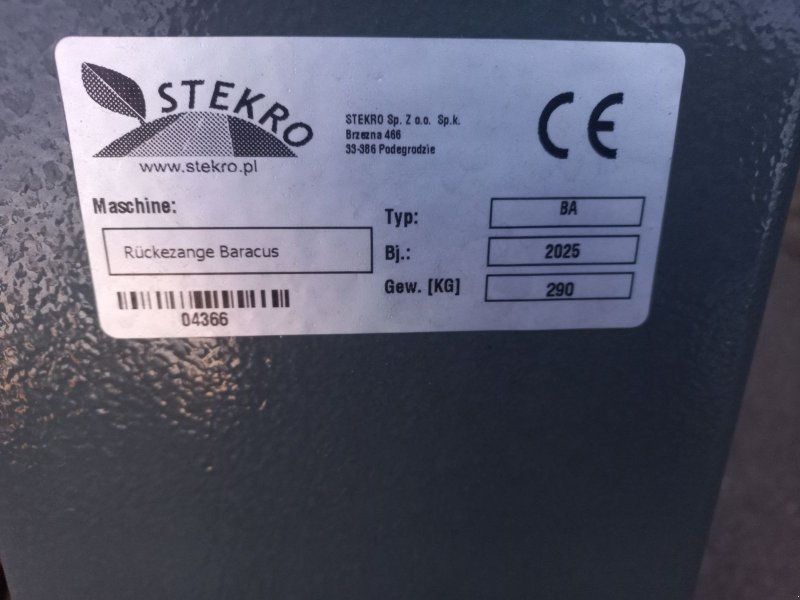 STEKRO
www.stekro.pl
STEKRO Sp. Z o.o. Sp.k.
Brzezna 466
33-386 Podegrodzie
CE
Maschine:
Rückezange Baracus
04366
Typ: BA
Bj.: 2025
Gew. [KG] 290